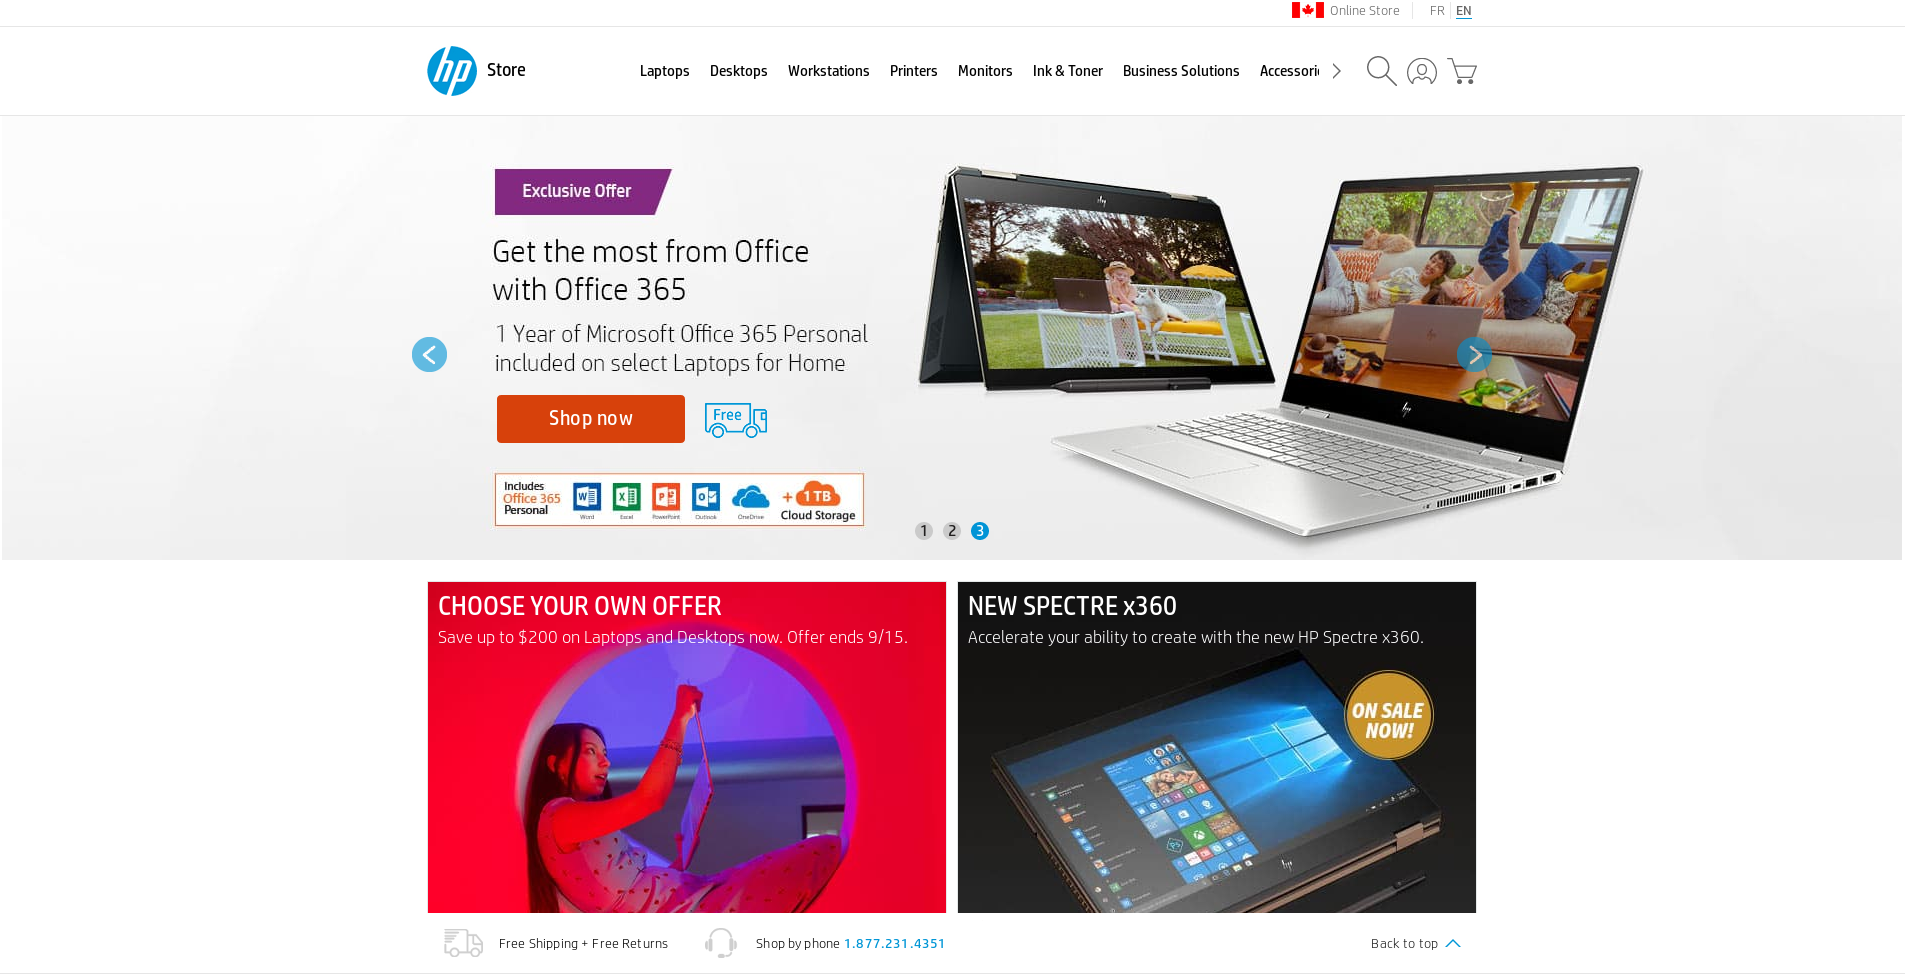 Online Store
FR
EN
hp
Store
Laptops
Desktops
Workstations
Printers
Monitors
Ink & Toner
Business Solutions
Accessorie
Exclusive Offer
Get the most from Office
with Office 365
1 Year of Microsoft Office 365 Personal
included on select Laptops for Home
Shop now
Free
Includes
Office 365
Personal
Word
Excel
PowerPoint
Outlook
OneDrive
+ 1 TB
Cloud Storage
1
2
3
CHOOSE YOUR OWN OFFER
Save up to $200 on Laptops and Desktops now. Offer ends 9/15.
NEW SPECTRE x360
Accelerate your ability to create with the new HP Spectre x360.
ON SALE
NOW!
Free Shipping + Free Returns
Shop by phone 1.877.231.4351
Back to top